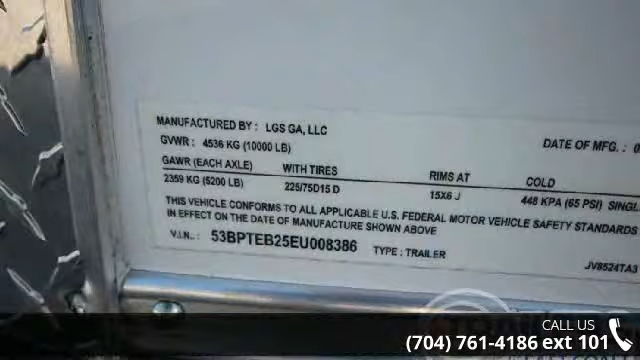 MANUFACTURED BY : LGS GA, LLC
GVWR : 4536 KG (10000 LB) DATE OF MFG. : 0
GAWR (EACH AXLE) WITH TIRES RIMS AT COLD
2359 KG (5200 LB) 225/75D15 D 15X6 J 448 KPA (65 PSI) SINGL
THIS VEHICLE CONFORMS TO ALL APPLICABLE U.S. FEDERAL MOTOR VEHICLE SAFETY STANDARDS
IN EFFECT ON THE DATE OF MANUFACTURE SHOWN ABOVE
V.I.N.: 53BPTEB25EU008386 TYPE : TRAILER JV8524TA3
CALL US
(704) 761-4186 ext 101